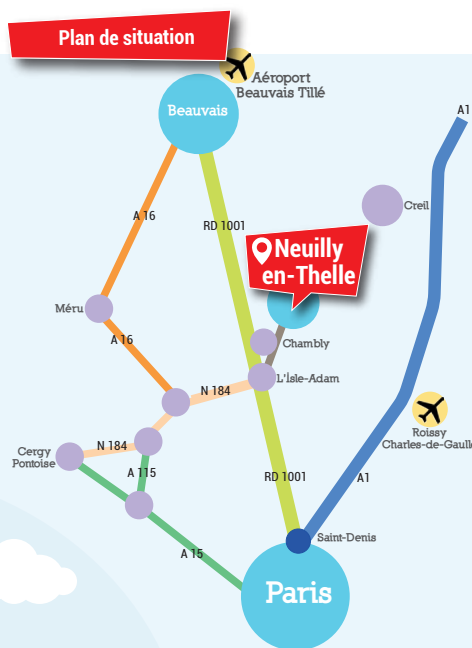 Plan de situation
Aéroport
Beauvais Tillé
Beauvais
A1
A 16
RD 1001
Creil
Neuilly
en-Thelle
Méru
A 16
Chambly
L'Ísle-Adam
N 184
N 184
Cergy
Pontoise
A 115
Roissy
Charles-de-Gaulle
RD 1001
A1
Saint-Denis
A 15
Paris